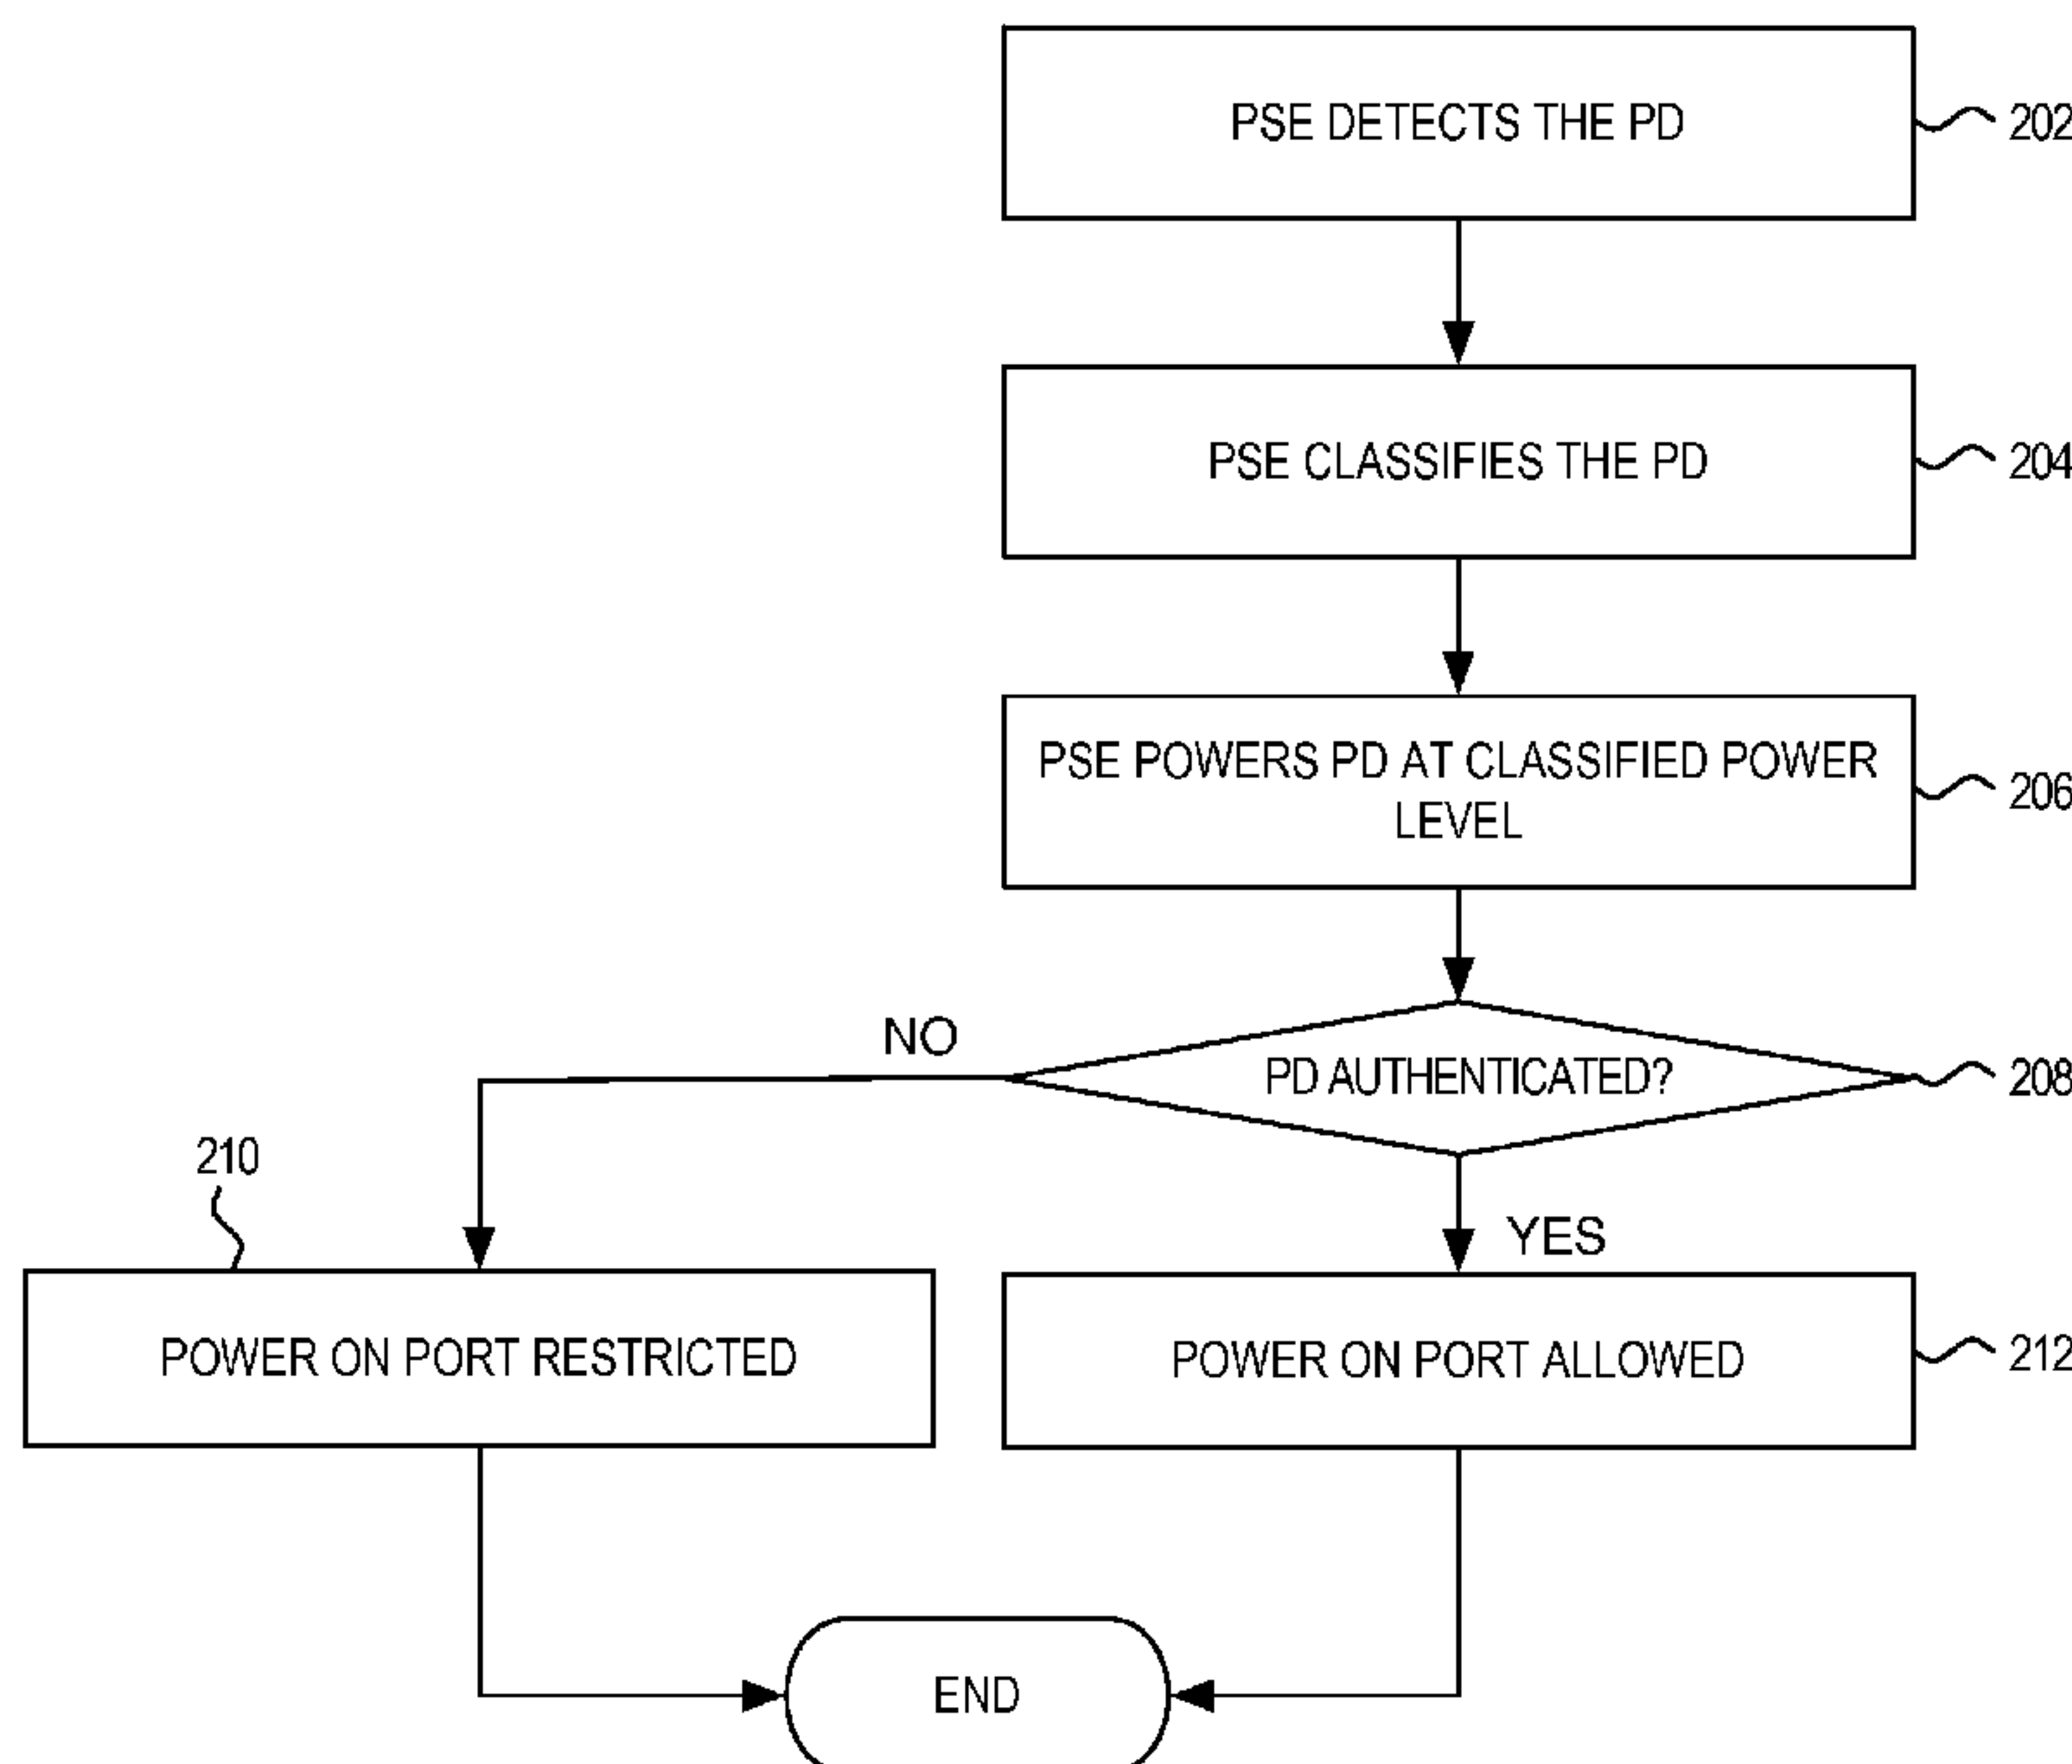 PSE DETECTS THE PD
202
PSE CLASSIFIES THE PD
204
PSE POWERS PD AT CLASSIFIED POWER
LEVEL
206
NO
PD AUTHENTICATED?
208
210
YES
POWER ON PORT RESTRICTED
POWER ON PORT ALLOWED
212
END